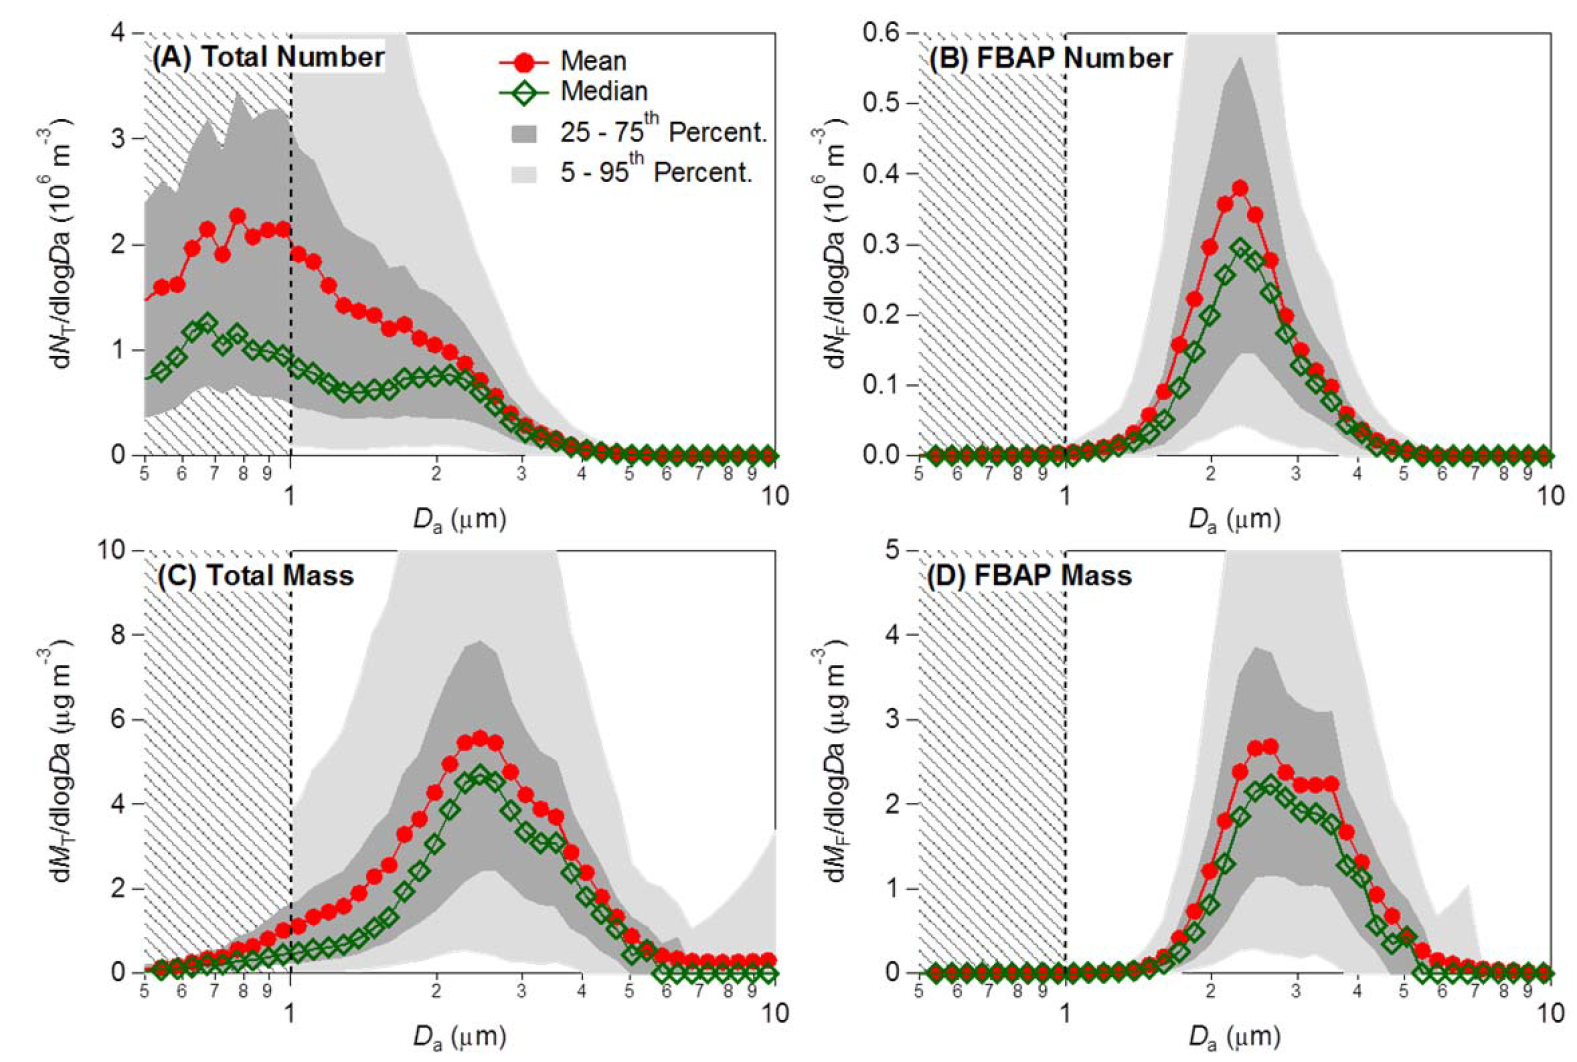 (A) Total Number
Mean
Median
25 - 75th Percent.
5 - 95th Percent.
dNT/dlogDa (10⁶ m⁻³)
4
3
2
1
0
5 6 7 8 9 1 2 3 4 5 6 7 8 9 10
Da (μm)
(B) FBAP Number
dNF/dlogDa (10⁶ m⁻³)
0.6
0.5
0.4
0.3
0.2
0.1
0.0
5 6 7 8 9 1 2 3 4 5 6 7 8 9 10
Da (μm)
(C) Total Mass
dMT/dlogDa (μg m⁻³)
10
8
6
4
2
0
5 6 7 8 9 1 2 3 4 5 6 7 8 9 10
Da (μm)
(D) FBAP Mass
dMF/dlogDa (μg m⁻³)
5
4
3
2
1
0
5 6 7 8 9 1 2 3 4 5 6 7 8 9 10
Da (μm)